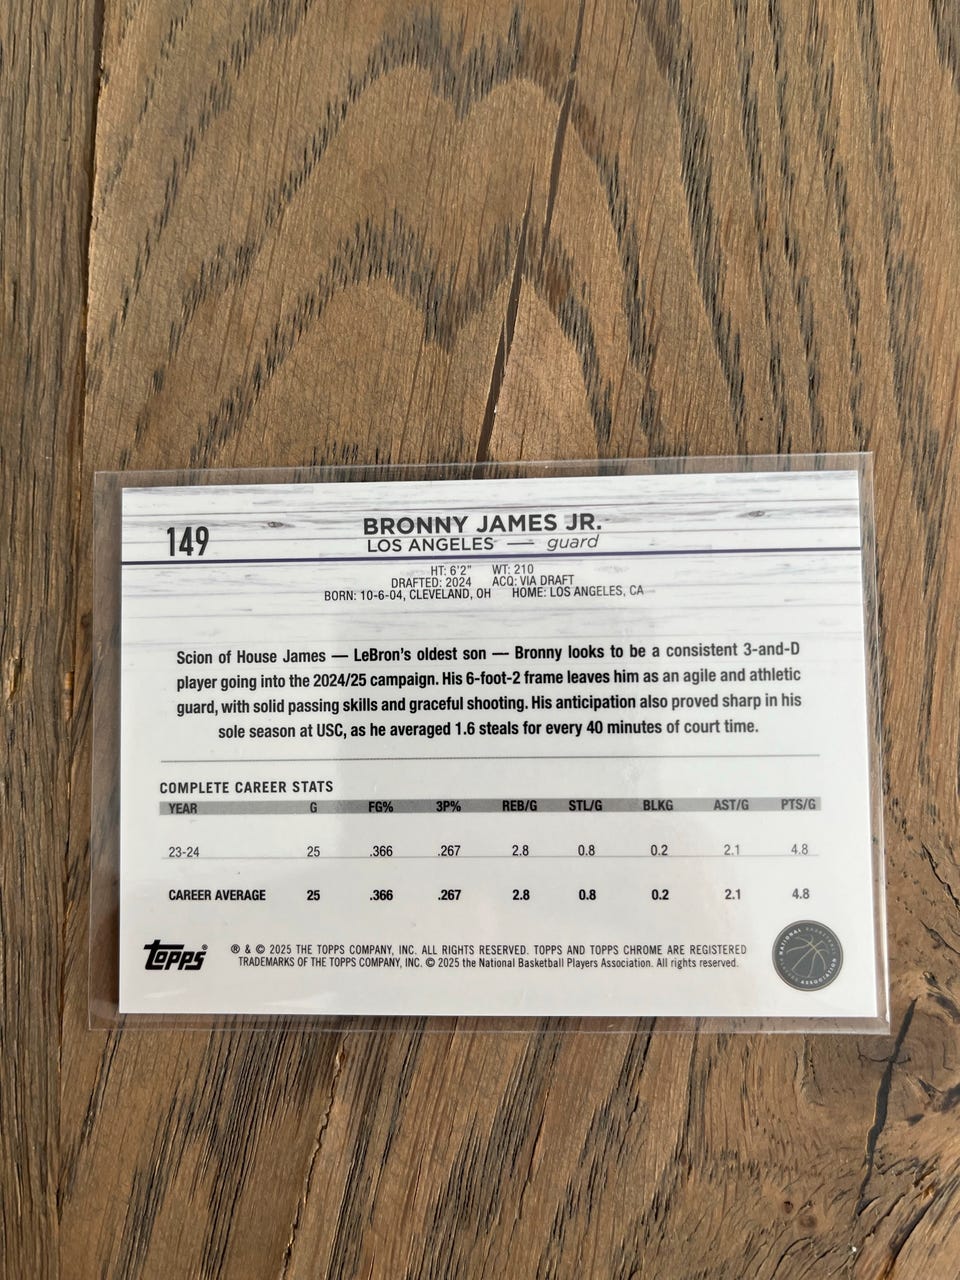 149
BRONNY JAMES JR.
LOS ANGELES — guard
HT: 6'2" WT: 210
DRAFTED: 2024 ACQ: VIA DRAFT
BORN: 10-6-04, CLEVELAND, OH HOME: LOS ANGELES, CA
Scion of House James — LeBron's oldest son — Bronny looks to be a consistent 3-and-D
player going into the 2024/25 campaign. His 6-foot-2 frame leaves him as an agile and athletic
guard, with solid passing skills and graceful shooting. His anticipation also proved sharp in his
sole season at USC, as he averaged 1.6 steals for every 40 minutes of court time.
COMPLETE CAREER STATS
YEAR G FG% 3P% REB/G STL/G BLKG AST/G PTS/G
23-24 25 .366 .267 2.8 0.8 0.2 2.1 4.8
CAREER AVERAGE 25 .366 .267 2.8 0.8 0.2 2.1 4.8
Topps®
® & © 2025 THE TOPPS COMPANY, INC. ALL RIGHTS RESERVED. TOPPS AND TOPPS CHROME ARE REGISTERED
TRADEMARKS OF THE TOPPS COMPANY, INC. © 2025 the National Basketball Players Association. All rights reserved.
NATIONAL BASKETBALL
PLAYERS ASSOCIATION